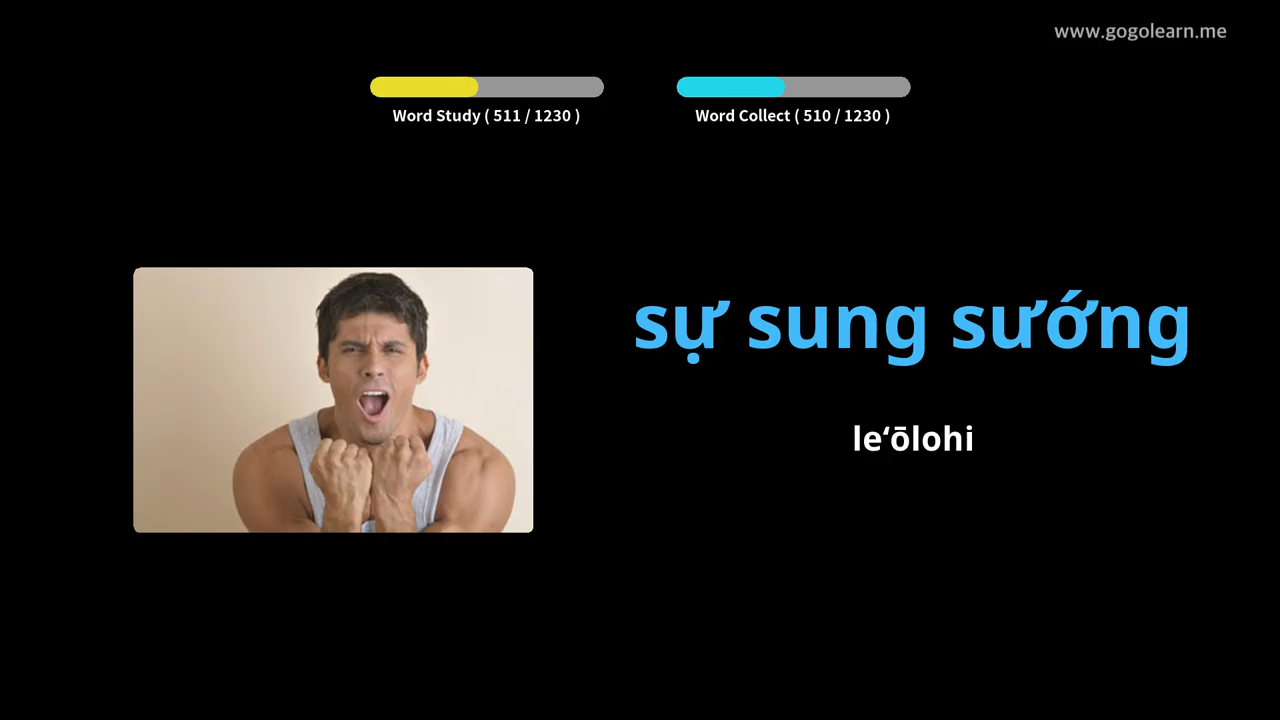 www.gogolearn.me
Word Study ( 511 / 1230 )
Word Collect ( 510 / 1230 )
sự sung sướng
leʻōlohi